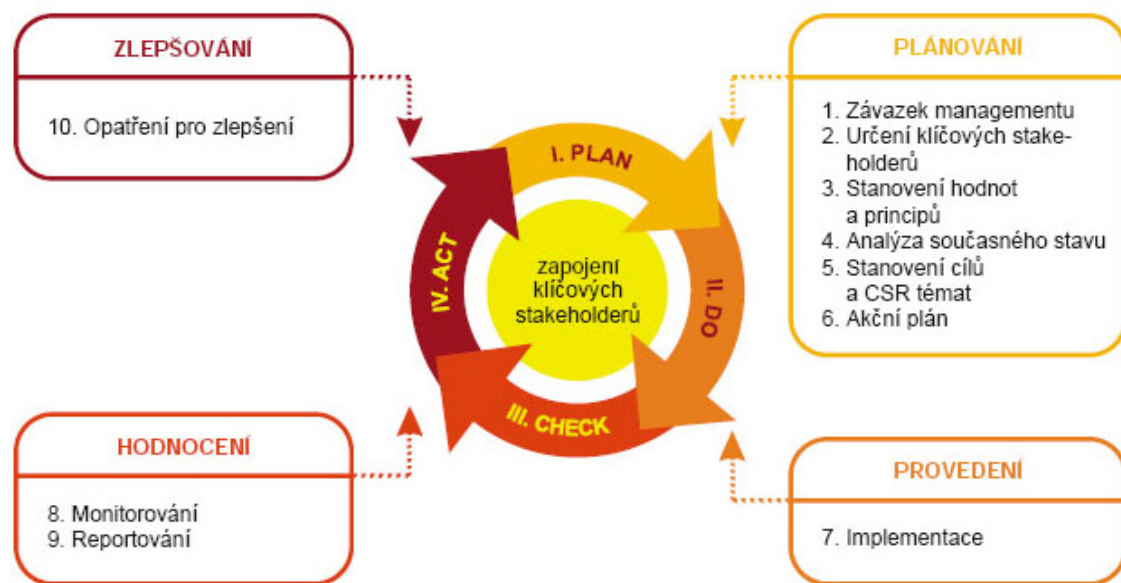 ZLEPŠOVÁNÍ
10. Opatření pro zlepšení
PLÁNOVÁNÍ
1. Závazek managementu
2. Určení klíčových stake-
holderů
3. Stanovení hodnot
a principů
4. Analýza současného stavu
5. Stanovení cílů
a CSR témat
6. Akční plán
I. PLAN
II. DO
III. CHECK
IV. ACT
zapojení
klíčových
stakeholderů
HODNOCENÍ
8. Monitorování
9. Reportování
PROVEDENÍ
7. Implementace